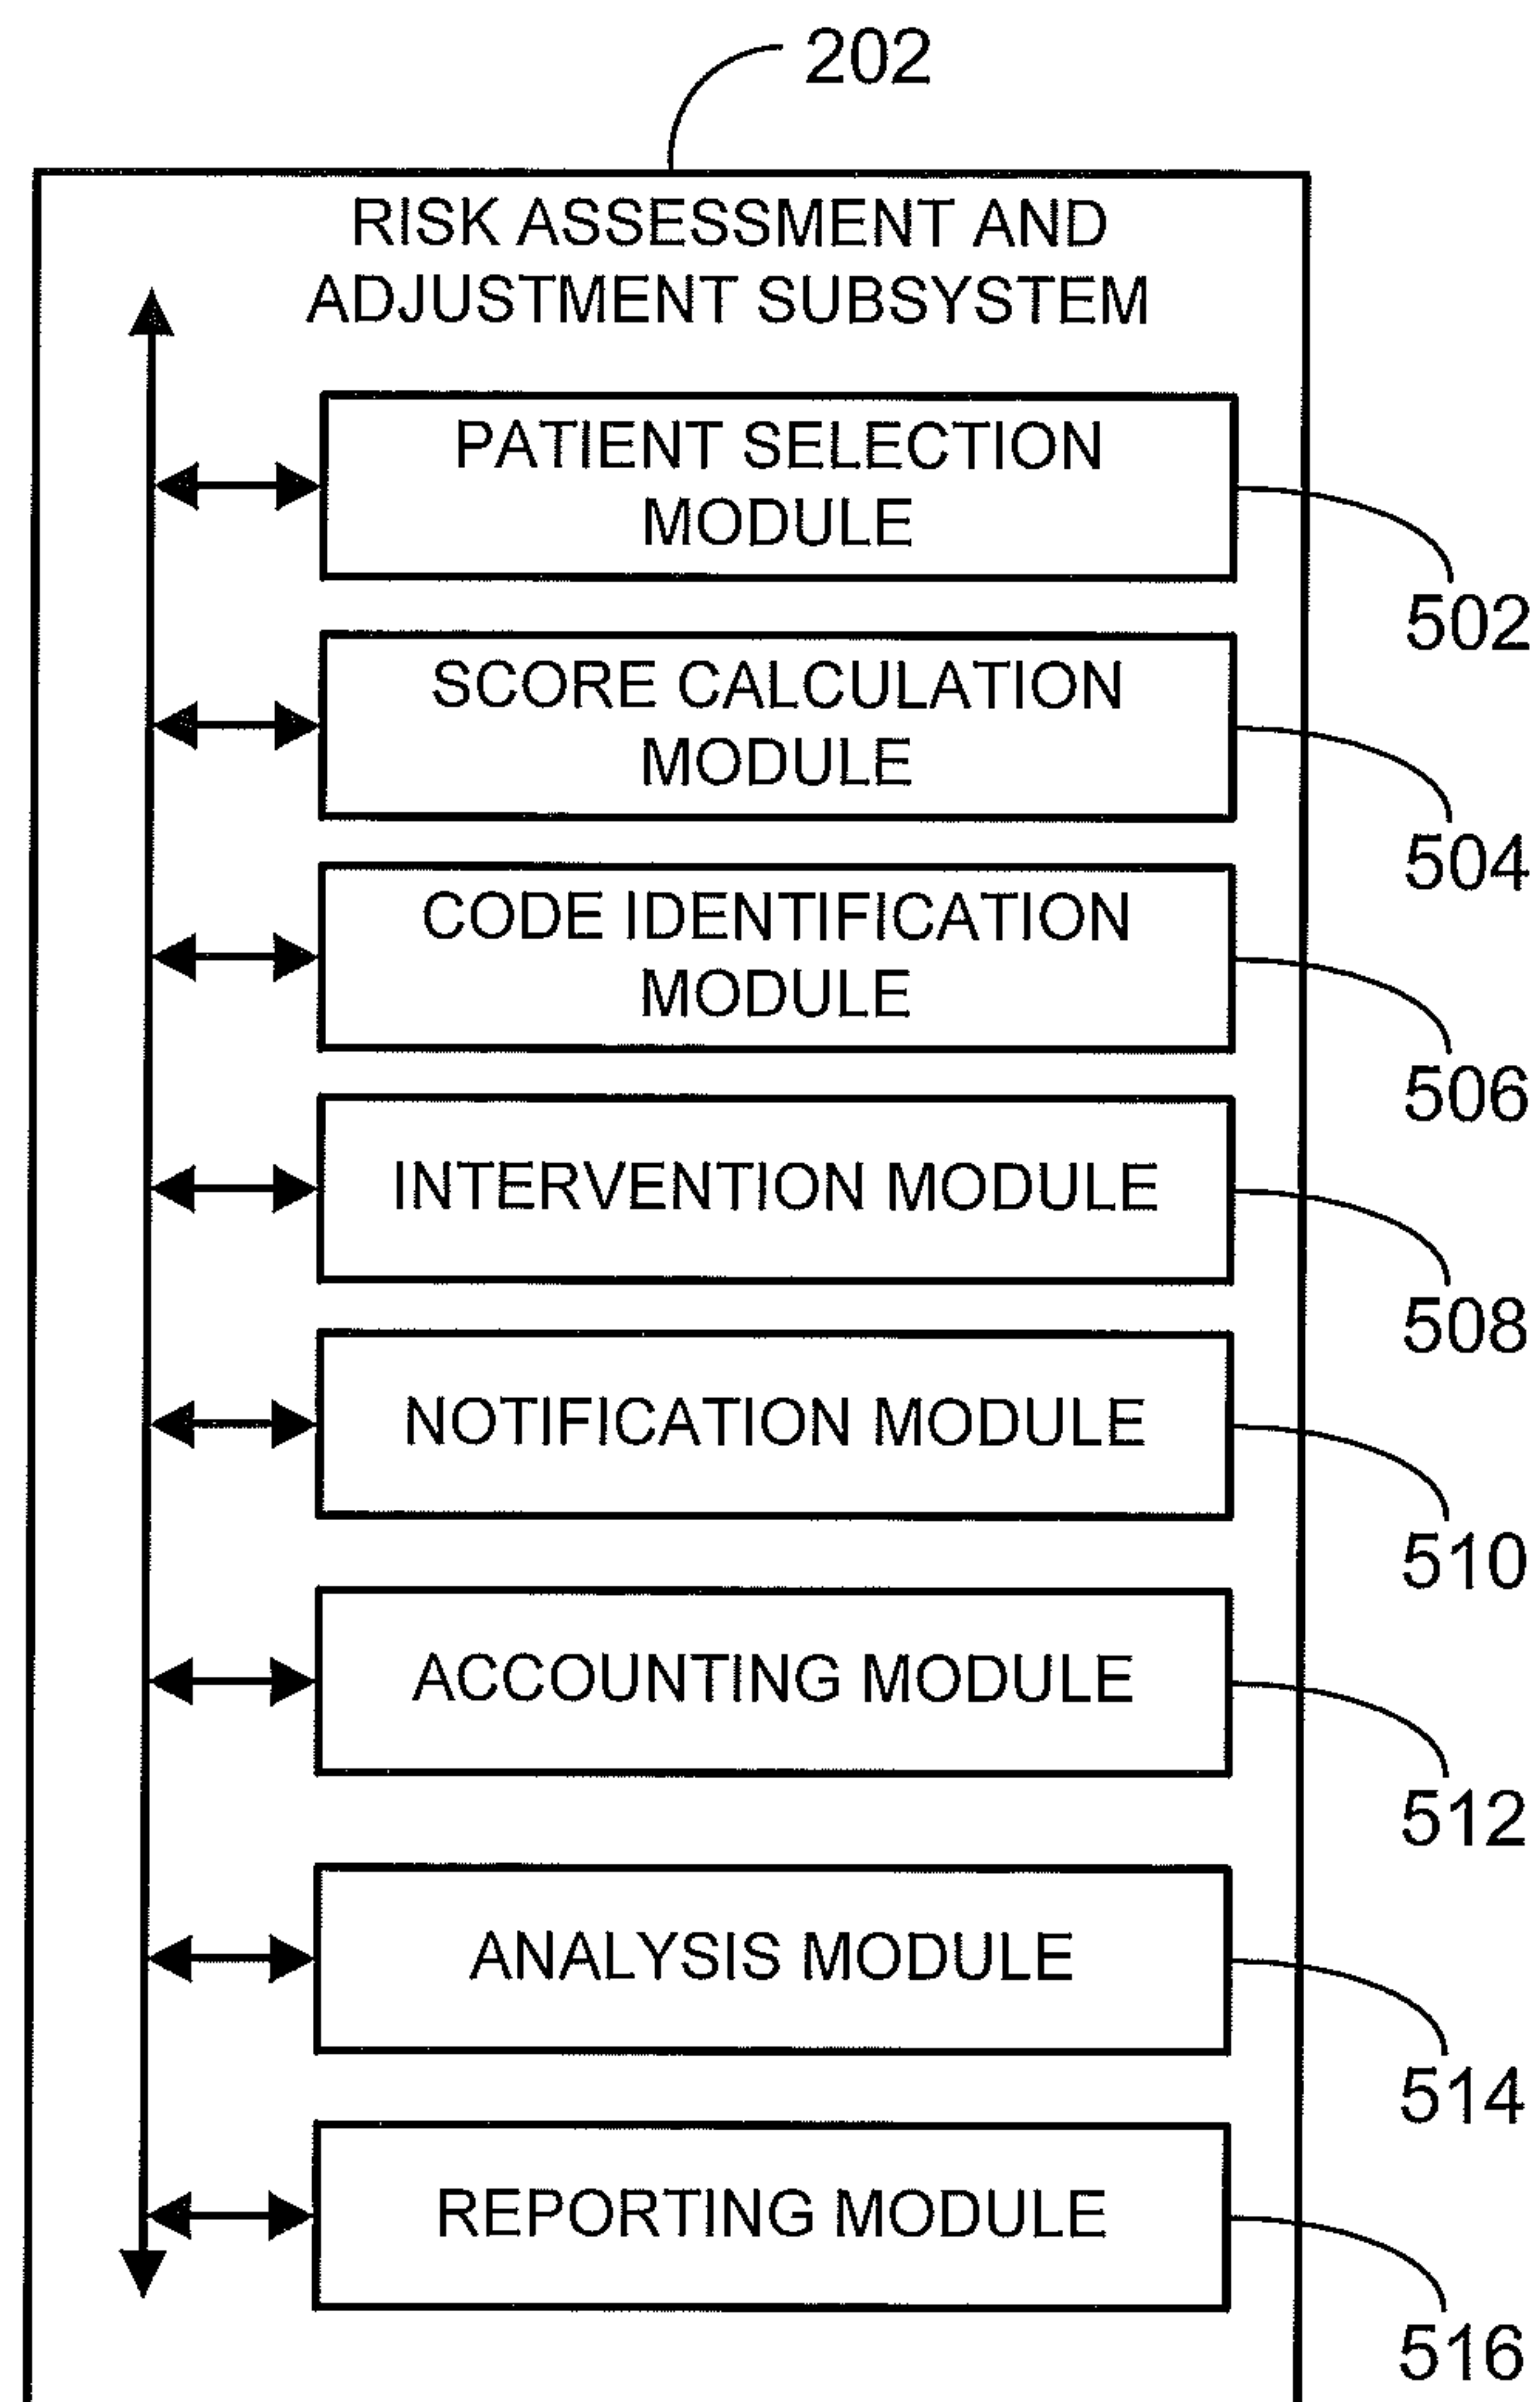 202
RISK ASSESSMENT AND
ADJUSTMENT SUBSYSTEM
PATIENT SELECTION
MODULE
502
SCORE CALCULATION
MODULE
504
CODE IDENTIFICATION
MODULE
506
INTERVENTION MODULE
508
NOTIFICATION MODULE
510
ACCOUNTING MODULE
512
ANALYSIS MODULE
514
REPORTING MODULE
516